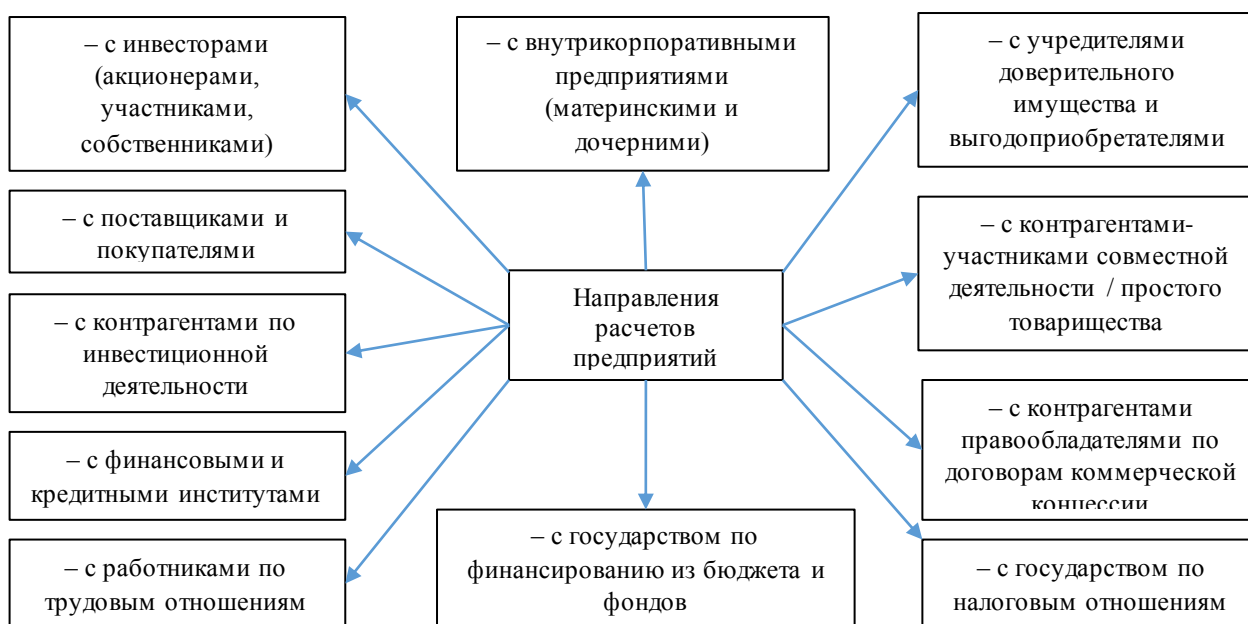 – с инвесторами
(акционерами,
участниками,
собственниками)
– с внутрикорпоративными
предприятиями
(материнскими и
дочерними)
– с учредителями
доверительного
имущества и
выгодоприобретателями
– с поставщиками и
покупателями
– с контрагентами-
участниками совместной
деятельности / простого
товарищества
Направления
расчетов
предприятий
– с контрагентами по
инвестиционной
деятельности
– с контрагентами
правообладателями по
договорам коммерческой
концессии
– с финансовыми и
кредитными институтами
– с государством по
финансированию из бюджета и
фондов
– с работниками по
трудовым отношениям
– с государством по
налоговым отношениям